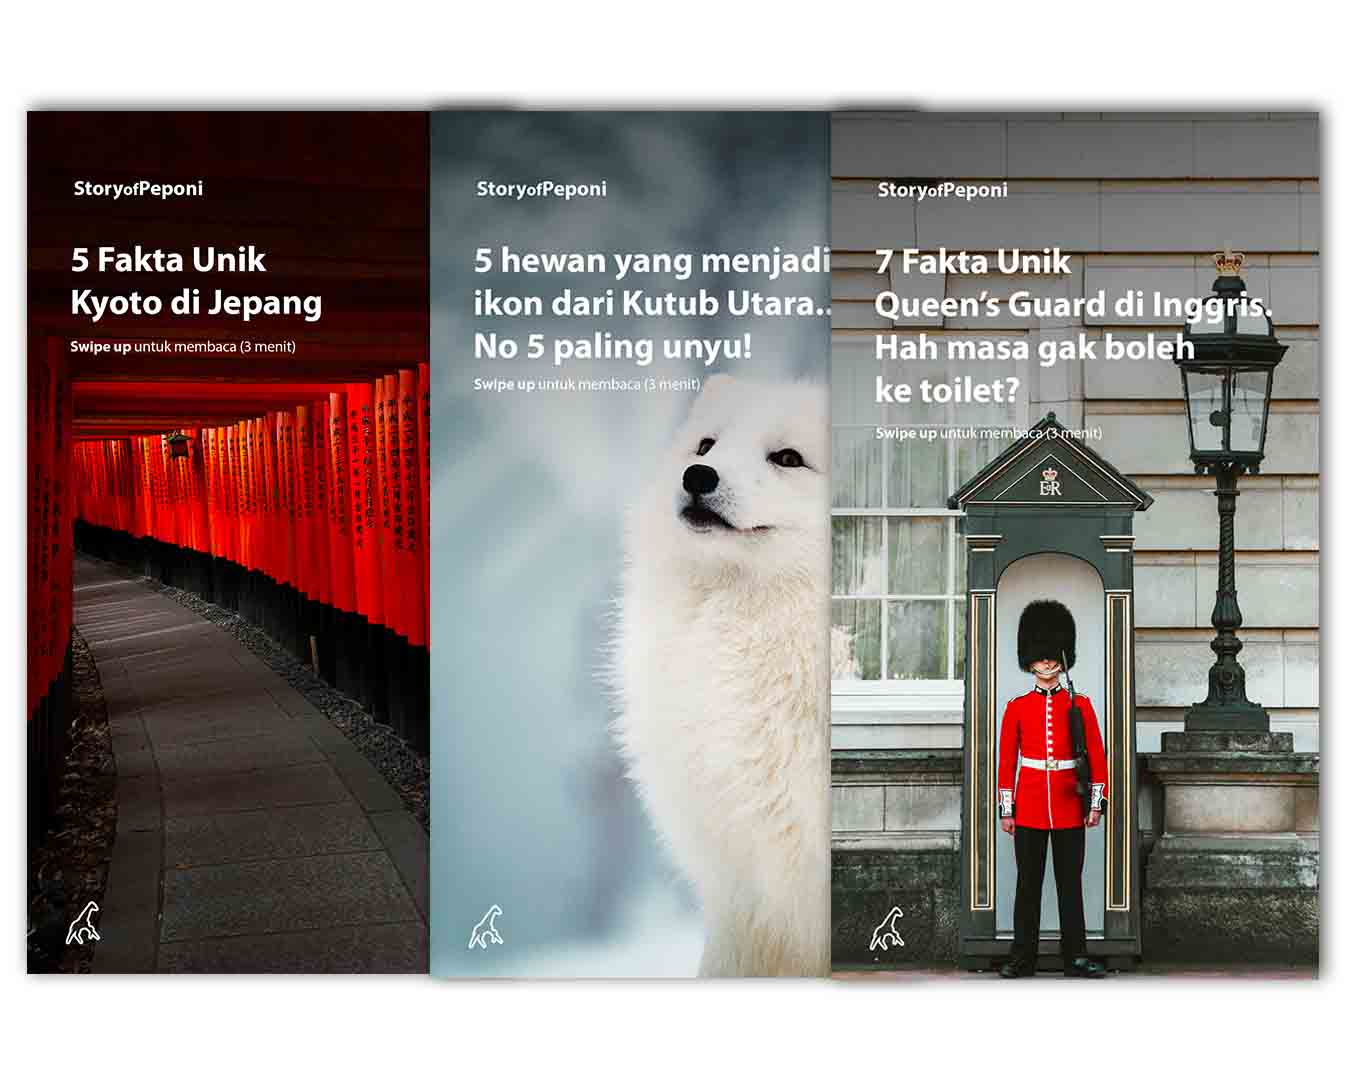 StoryofPeponi
5 Fakta Unik
Kyoto di Jepang
Swipe up untuk membaca (3 menit)
StoryofPeponi
5 hewan yang menjadi
ikon dari Kutub Utara..
No 5 paling unyu!
Swipe up untuk membaca (3 menit)
StoryofPeponi
7 Fakta Unik
Queen’s Guard di Inggris.
Hah masa gak boleh
ke toilet?
Swipe up untuk membaca (3 menit)
EIIR